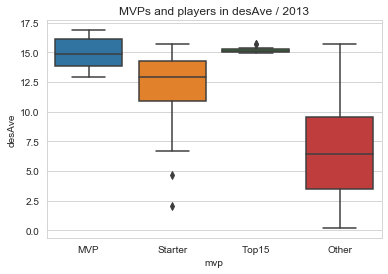 MVPs and players in desAve / 2013
17.5
15.0
12.5
10.0
7.5
5.0
2.5
0.0
desAve
MVP Starter Top15 Other
mvp